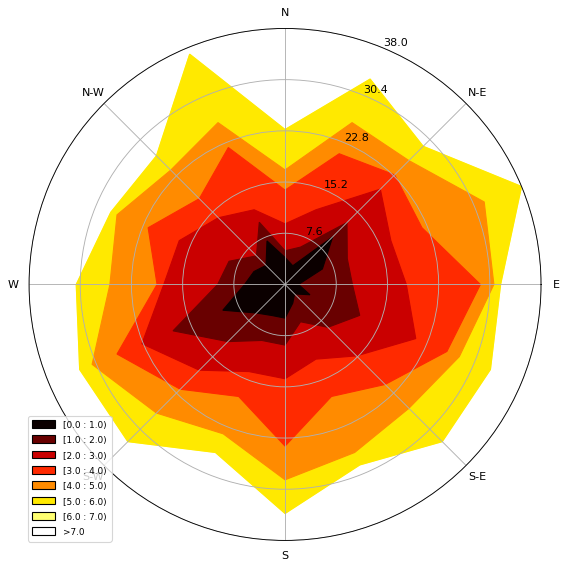 N
38.0
N-W
30.4
N-E
22.8
15.2
7.6
W
E
[0.0 : 1.0)
[1.0 : 2.0)
[2.0 : 3.0)
[3.0 : 4.0)
[4.0 : 5.0)
[5.0 : 6.0)
[6.0 : 7.0)
>7.0
S-W
S-E
S